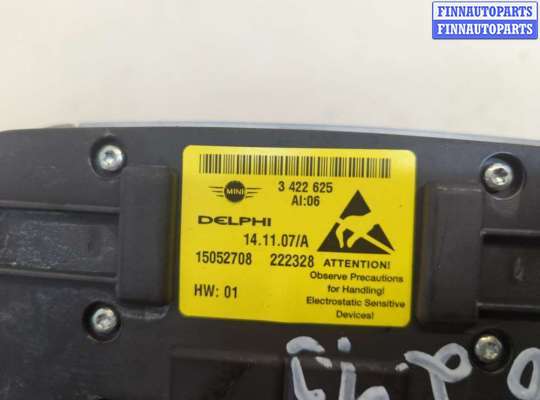 FINNAUTOPARTS
FINNAUTOPARTS
MINI
3 422 625
AI:06
DELPHI
14.11.07/A
15052708 222328
ATTENTION!
Observe Precautions
for Handling!
HW: 01
Electrostatic Sensitive
Devices!